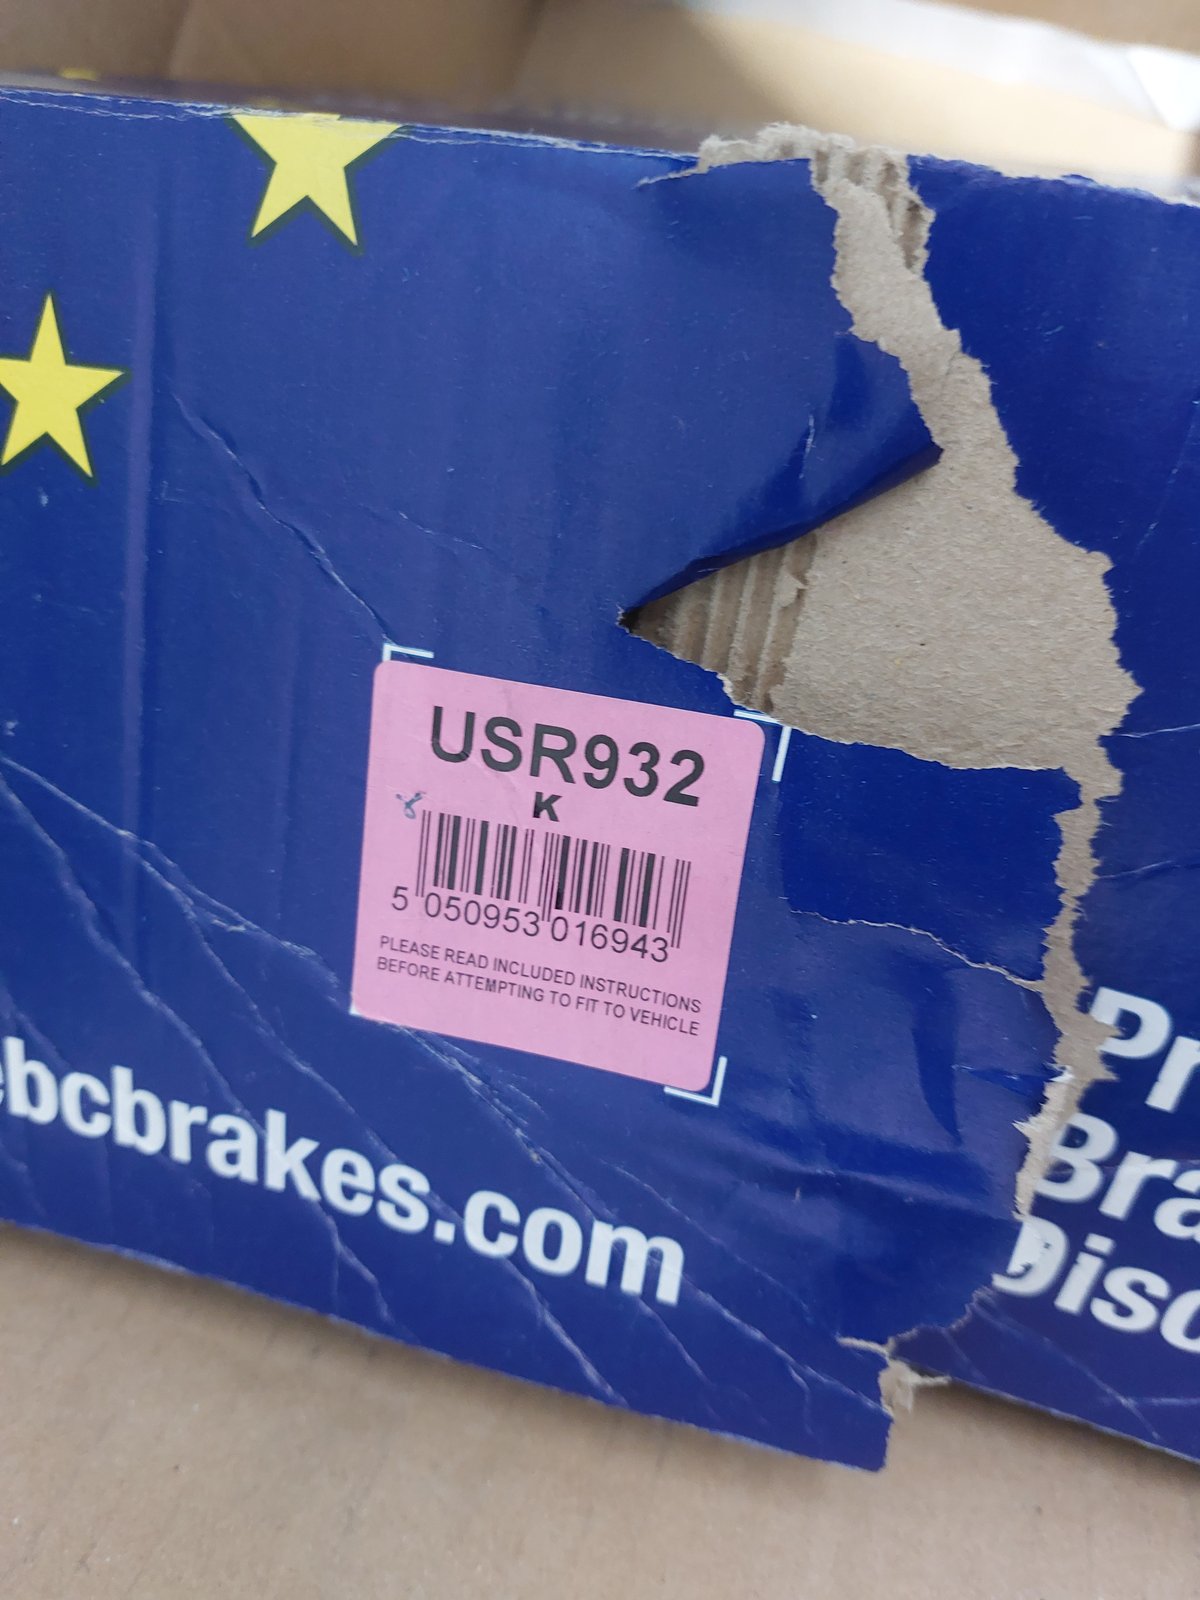 USR932
K
5 050953 016943
PLEASE READ INCLUDED INSTRUCTIONS
BEFORE ATTEMPTING TO FIT TO VEHICLE
ebcbrakes.com